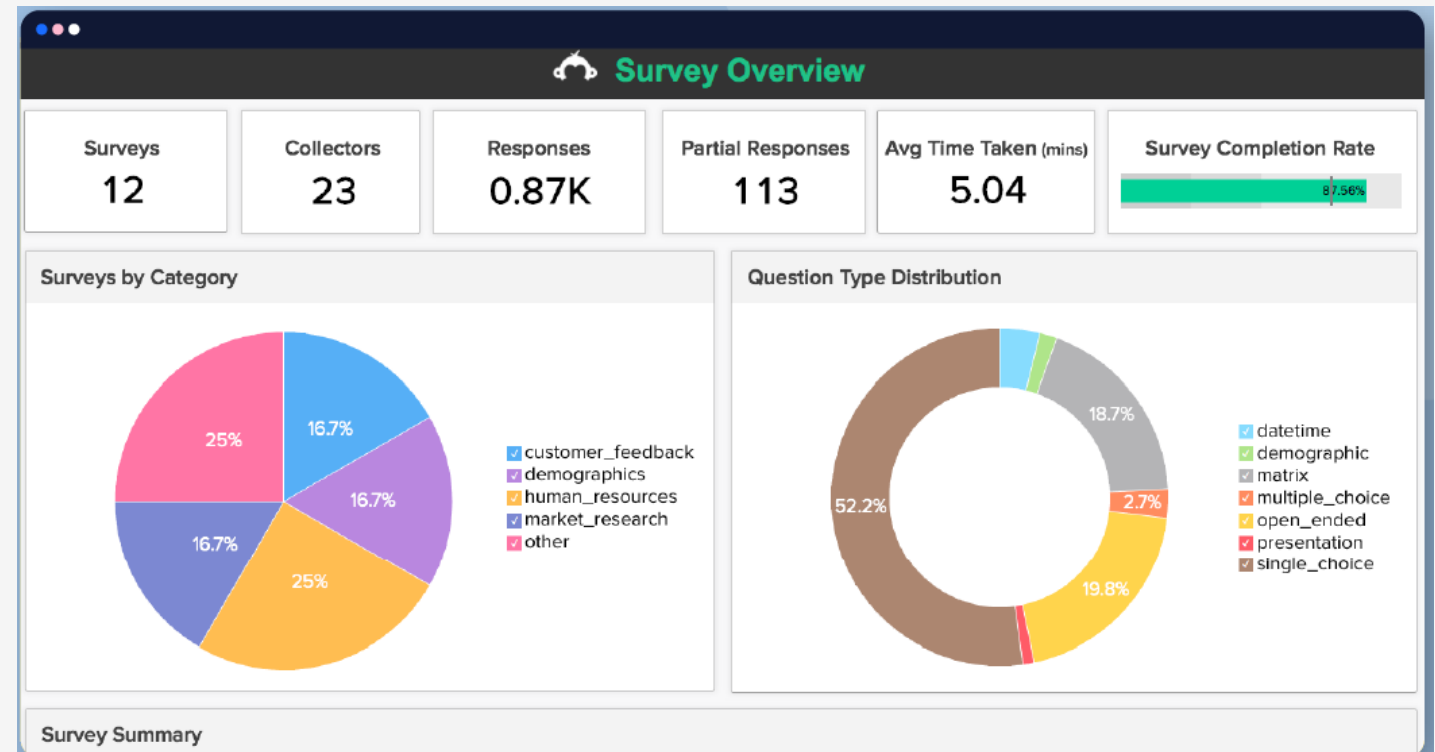 Survey Overview
Surveys
12
Collectors
23
Responses
0.87K
Partial Responses
113
Avg Time Taken (mins)
5.04
Survey Completion Rate
87.56%
Surveys by Category
25%
16.7%
16.7%
16.7%
25%
customer_feedback
demographics
human_resources
market_research
other
Question Type Distribution
18.7%
52.2%
2.7%
19.8%
datetime
demographic
matrix
multiple_choice
open_ended
presentation
single_choice
Survey Summary